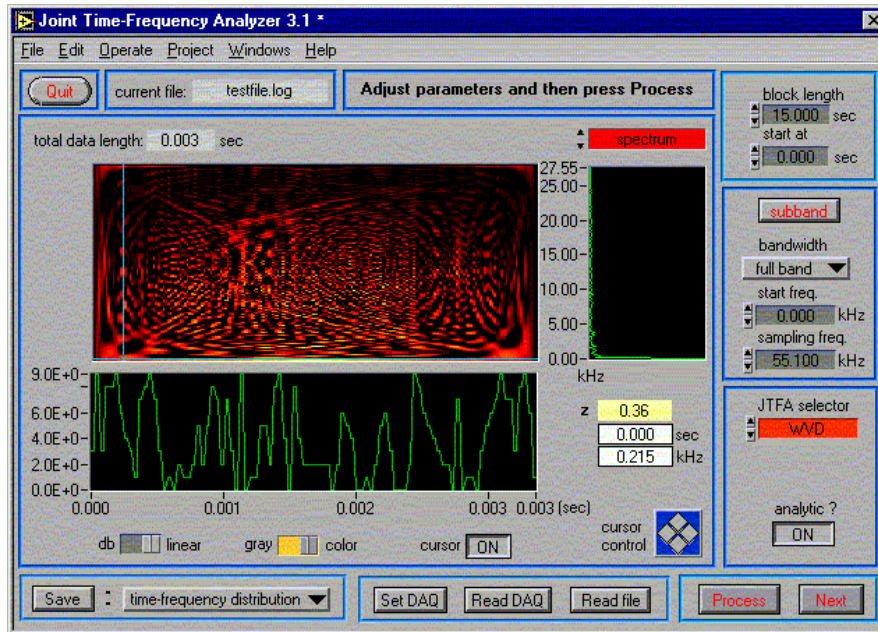 Joint Time-Frequency Analyzer 3.1 *
File Edit Operate Project Windows Help
Quit
current file: testfile.log
Adjust parameters and then press Process
block length
15.000 sec
start at
0.000 sec
total data length: 0.003 sec
spectrum
27.55
25.00
20.00
15.00
10.00
5.00
0.00
kHz
subband
bandwidth
full band
start freq.
0.000 kHz
sampling freq.
55.100 kHz
9.0E+0
6.0E+0
4.0E+0
2.0E+0
0.0E+0
0.000 0.001 0.002 0.003 0.003 (sec)
z 0.36
0.000 sec
0.215 kHz
JTFA selector
WVD
analytic ?
ON
db linear
gray color
cursor ON
cursor
control
Save : time-frequency distribution
Set DAQ Read DAQ Read file
Process Next